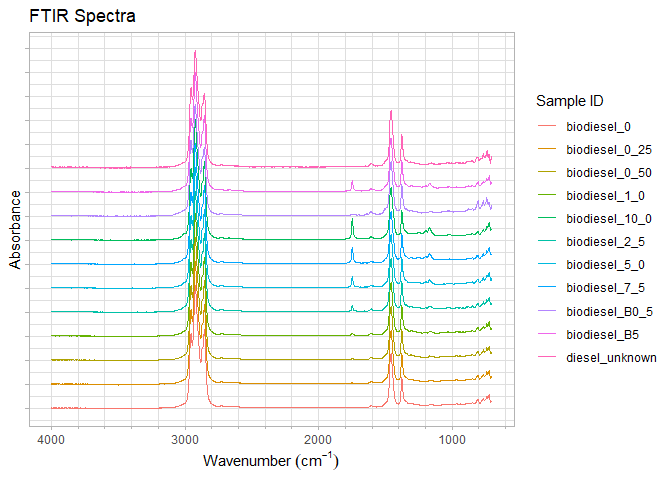 FTIR Spectra
Absorbance
4000 3000 2000 1000
Wavenumber (cm⁻¹)
Sample ID
biodiesel_0
biodiesel_0_25
biodiesel_0_50
biodiesel_1_0
biodiesel_10_0
biodiesel_2_5
biodiesel_5_0
biodiesel_7_5
biodiesel_B0_5
biodiesel_B5
diesel_unknown